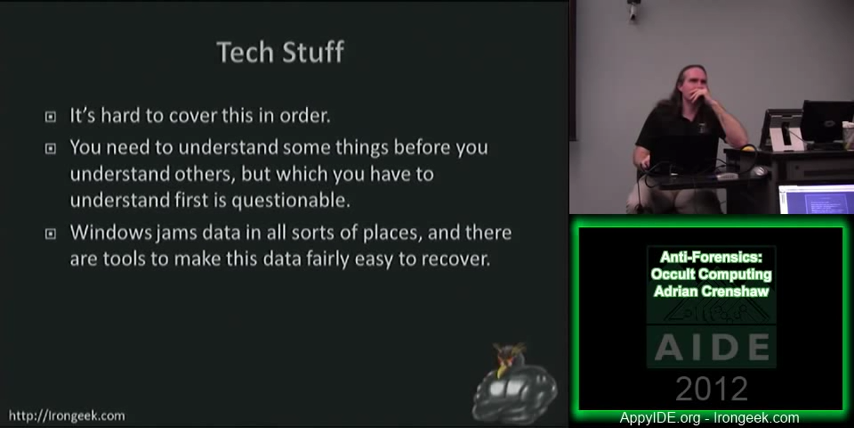 Tech Stuff
It's hard to cover this in order.
You need to understand some things before you
understand others, but which you have to
understand first is questionable.
Windows jams data in all sorts of places, and there
are tools to make this data fairly easy to recover.
http://Irongeek.com
Anti-Forensics:
Occult Computing
Adrian Crenshaw
AIDE
2012
AppyIDE.org - Irongeek.com